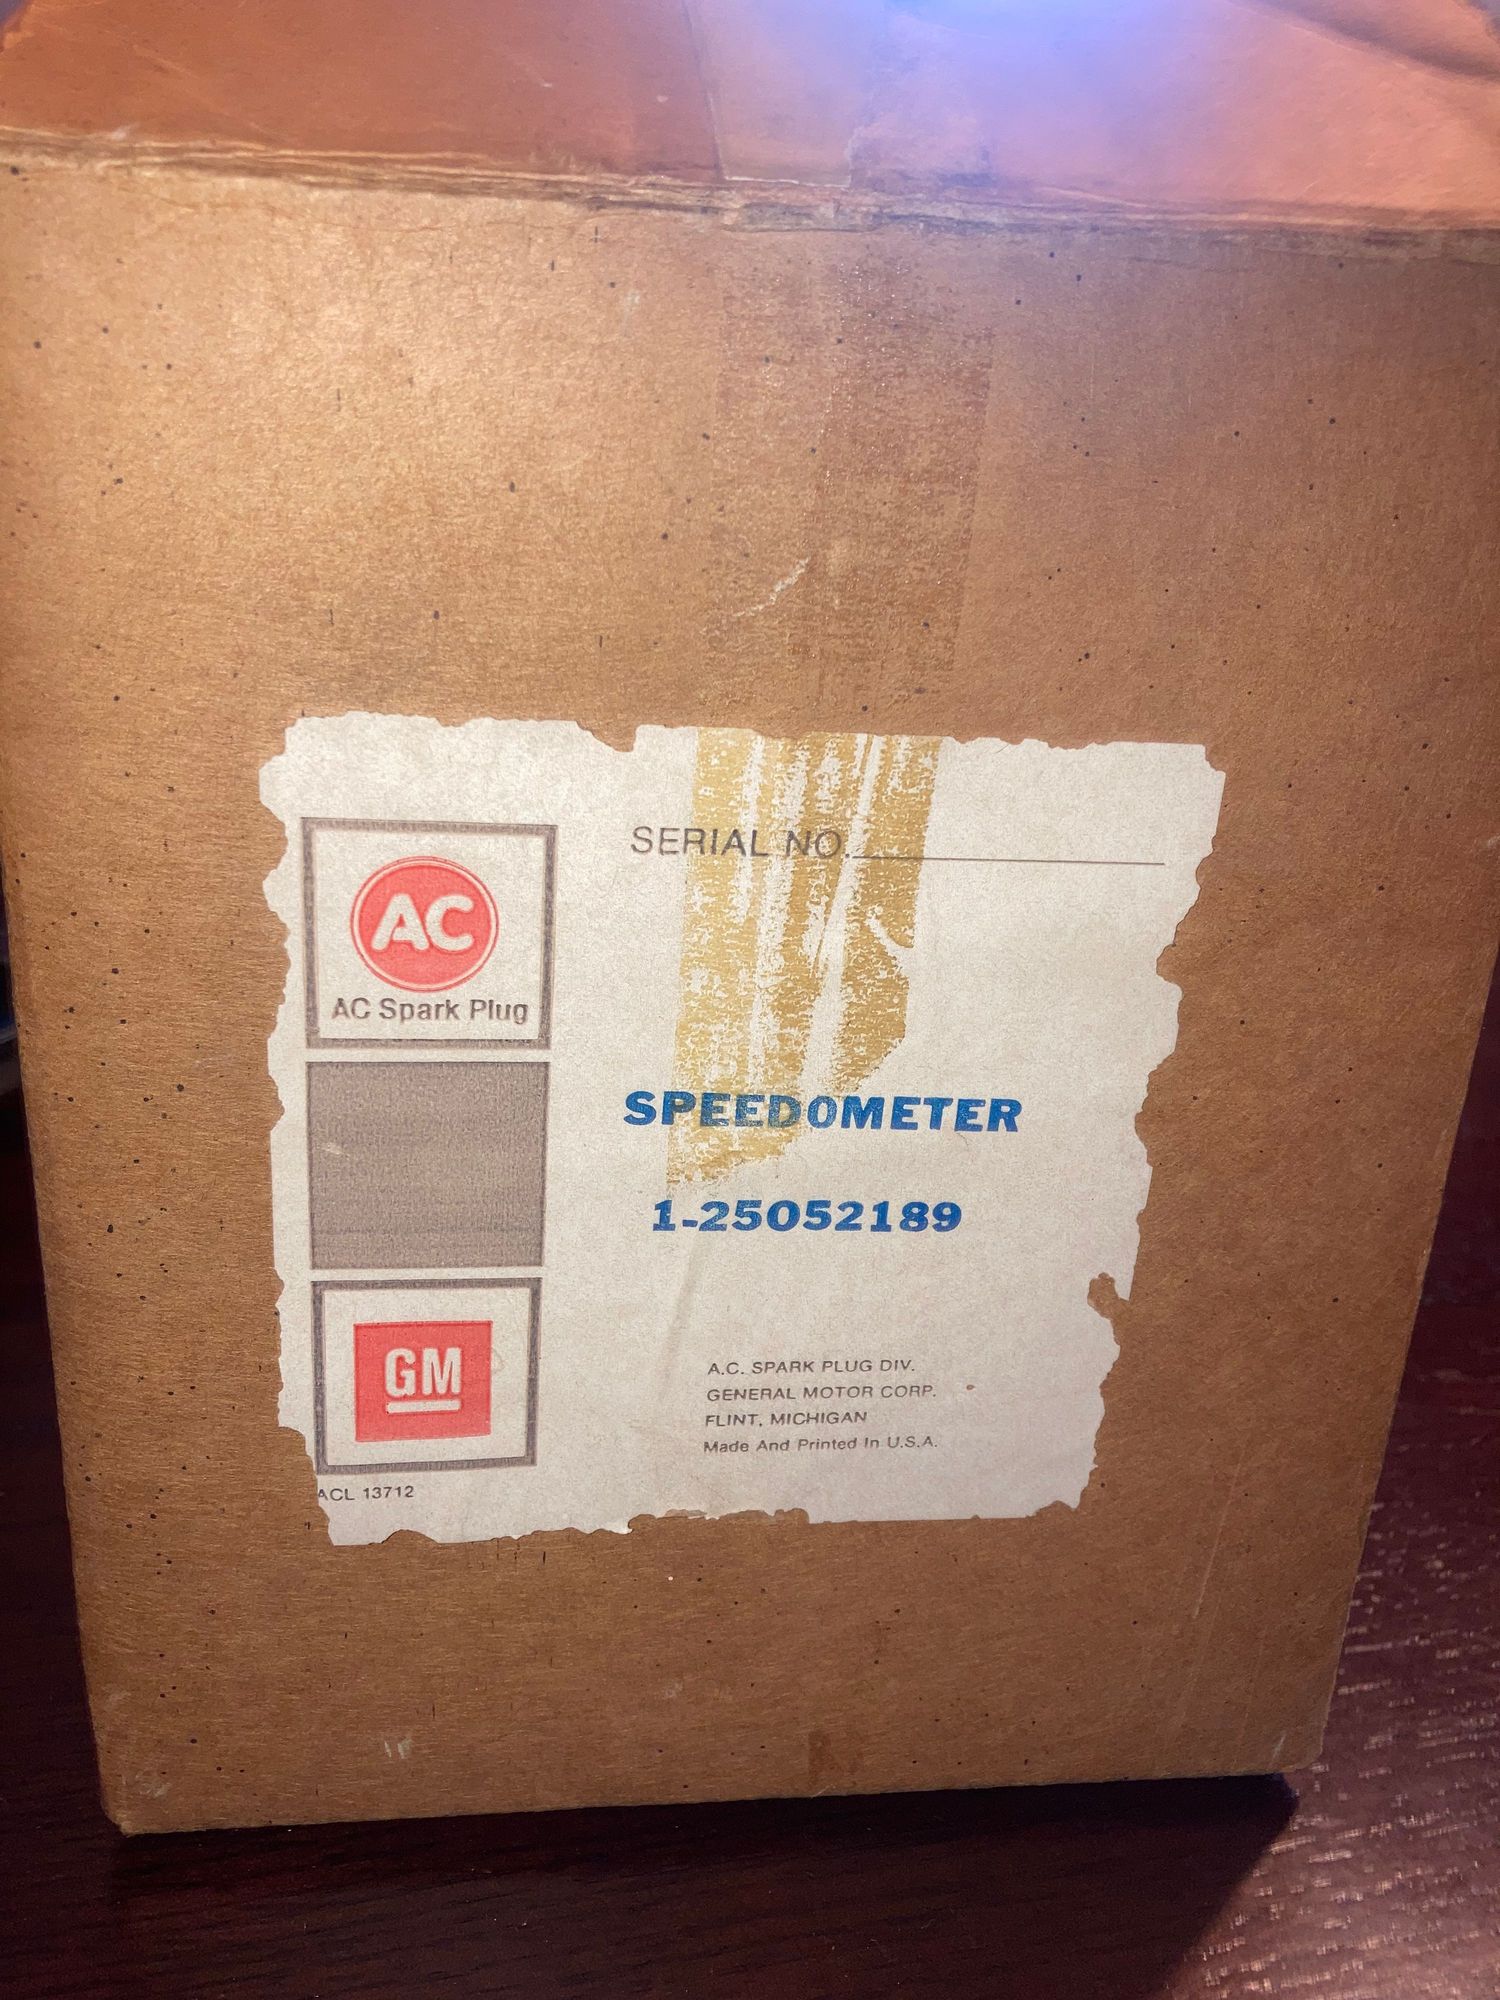 SERIAL NO.
AC
AC Spark Plug
SPEEDOMETER
1-25052189
GM
A.C. SPARK PLUG DIV.
GENERAL MOTOR CORP.
FLINT, MICHIGAN
Made And Printed In U.S.A.
ACL 13712